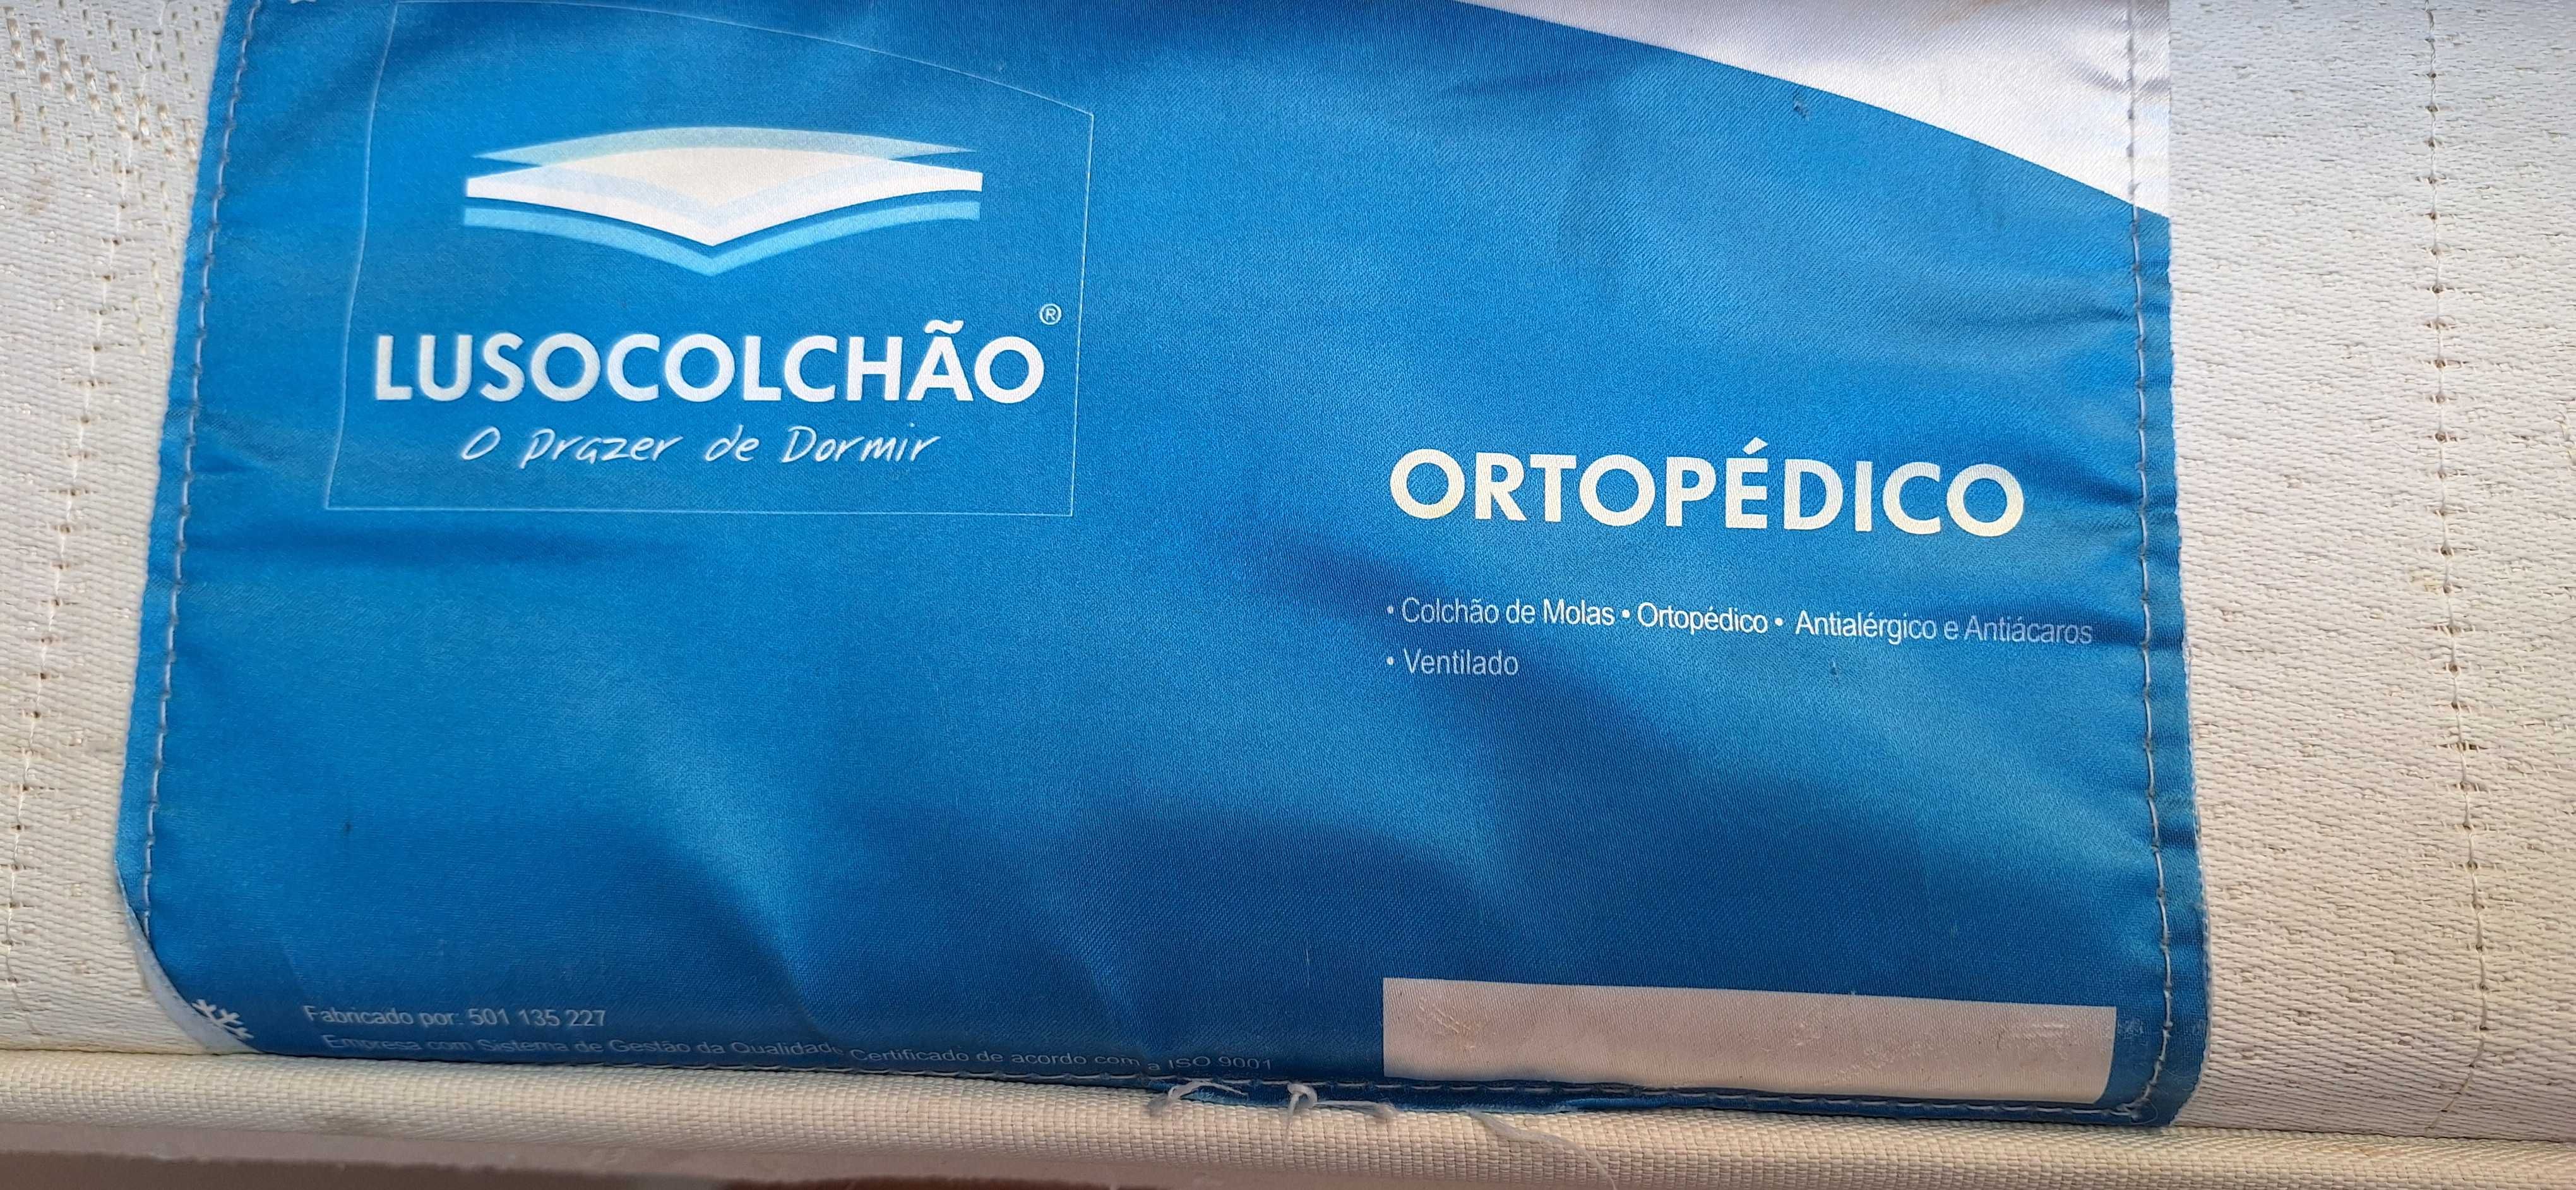 LUSOCOLCHÃO®
O Prazer de Dormir
ORTOPÉDICO
• Colchão de Molas • Ortopédico • Antialérgico e Antiácaros
• Ventilado
Fabricado por: 501 135 227
Empresa com Sistema de Gestão da Qualidade Certificado de acordo com a ISO 9001